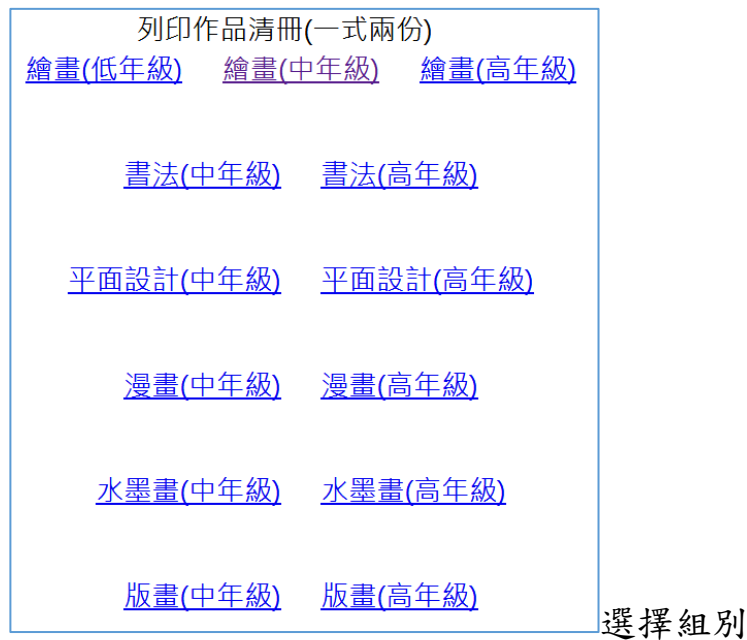 列印作品清冊(一式兩份)
繪畫(低年級) 繪畫(中年級) 繪畫(高年級)
書法(中年級) 書法(高年級)
平面設計(中年級) 平面設計(高年級)
漫畫(中年級) 漫畫(高年級)
水墨畫(中年級) 水墨畫(高年級)
版畫(中年級) 版畫(高年級)
選擇組別